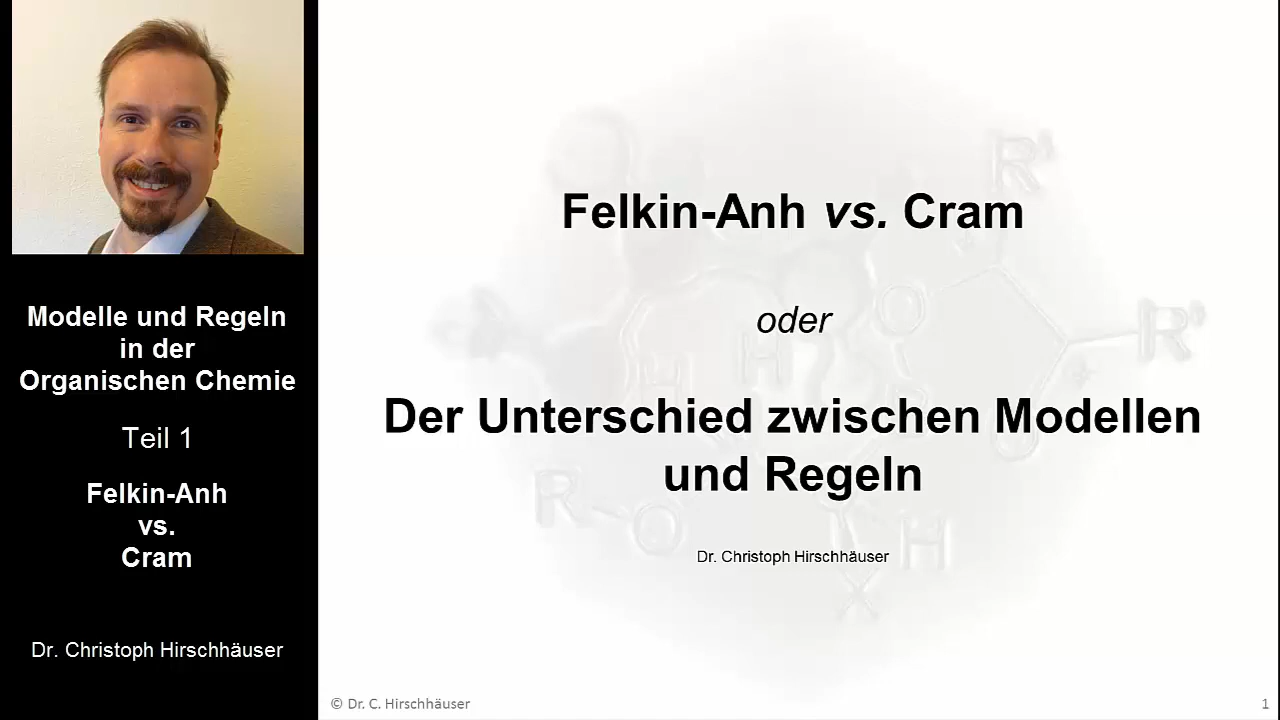 Modelle und Regeln
in der
Organischen Chemie
Teil 1
Felkin-Anh
vs.
Cram
Dr. Christoph Hirschhäuser
Felkin-Anh vs. Cram
oder
Der Unterschied zwischen Modellen
und Regeln
Dr. Christoph Hirschhäuser
R'
R'
O
H
H
R
O
O
H
X
© Dr. C. Hirschhäuser
1